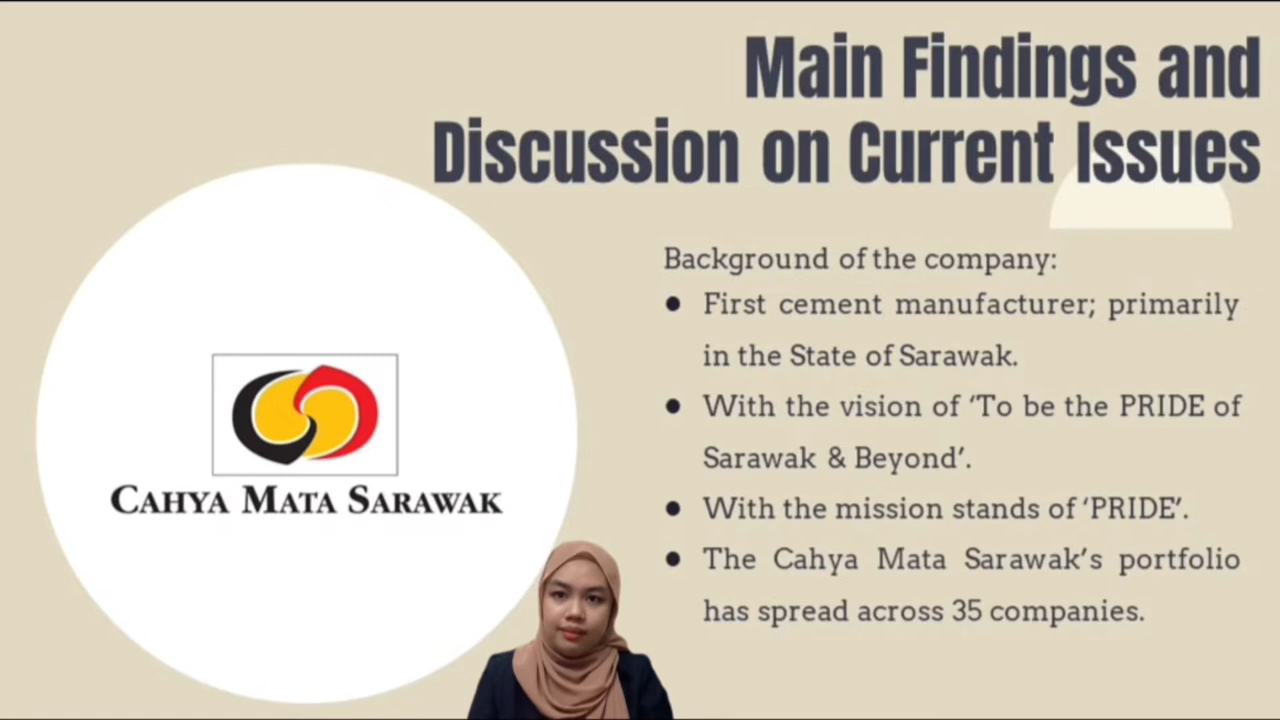 Main Findings and
Discussion on Current Issues
Background of the company:
● First cement manufacturer; primarily
in the State of Sarawak.
● With the vision of ‘To be the PRIDE of
Sarawak & Beyond’.
● With the mission stands of ‘PRIDE’.
● The Cahya Mata Sarawak’s portfolio
has spread across 35 companies.
CAHYA MATA SARAWAK